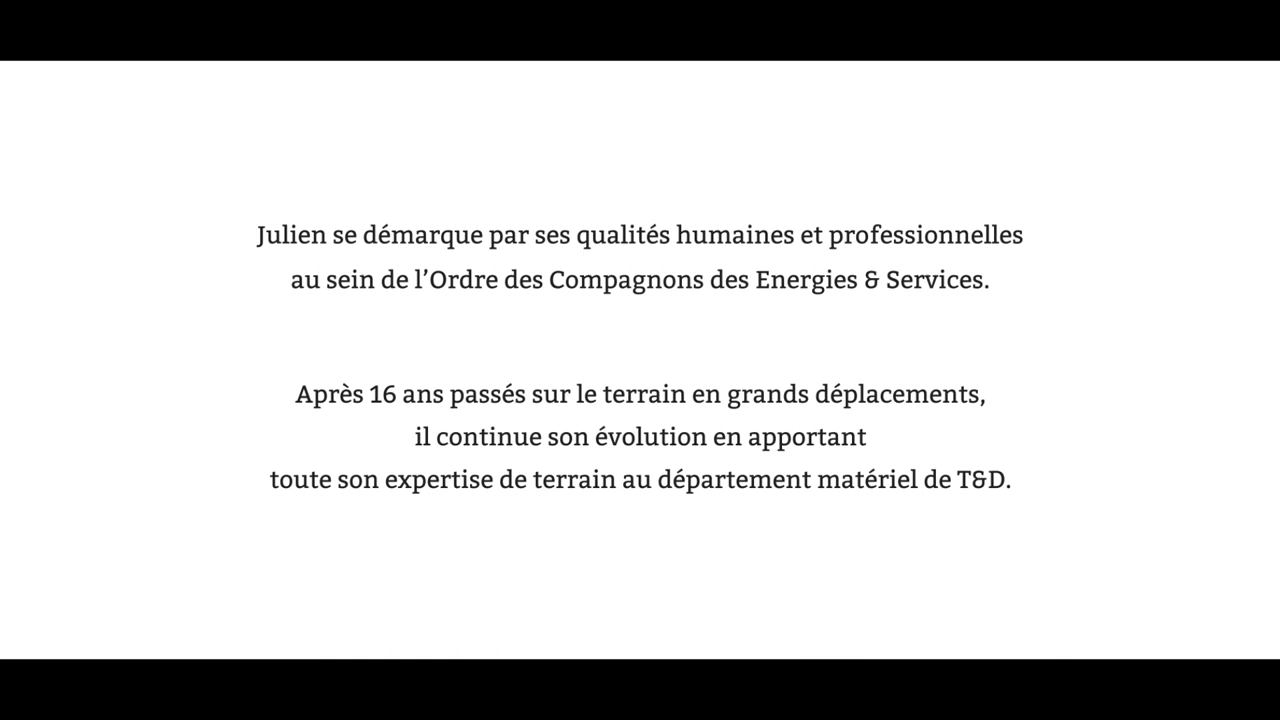 Julien se démarque par ses qualités humaines et professionnelles
au sein de l’Ordre des Compagnons des Energies & Services.
Après 16 ans passés sur le terrain en grands déplacements,
il continue son évolution en apportant
toute son expertise de terrain au département matériel de T&D.